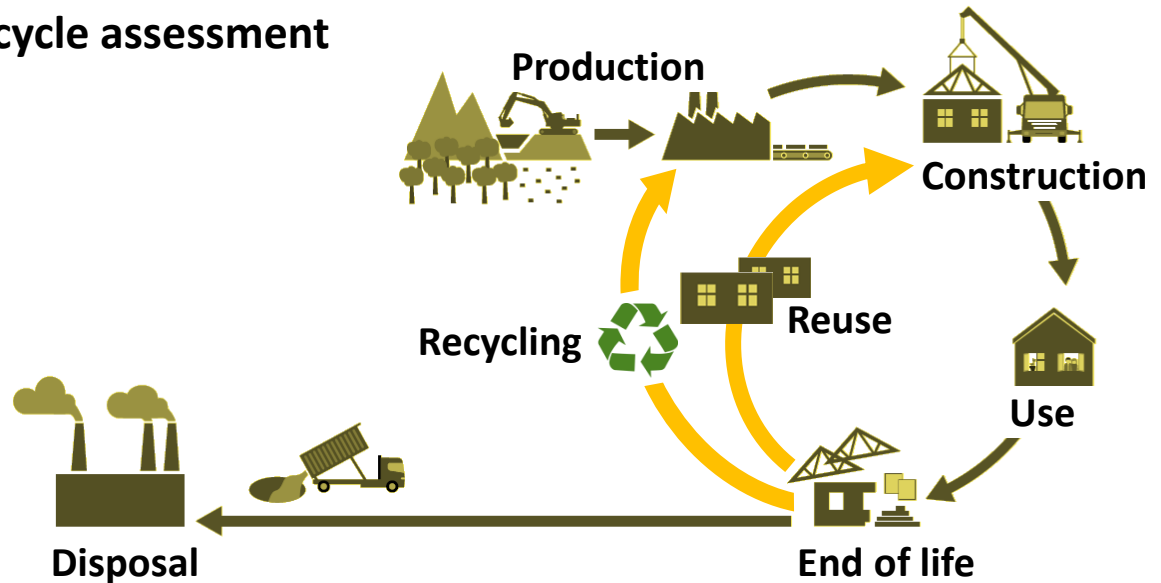 cycle assessment
Production
Construction
Reuse
Recycling
Use
Disposal
End of life